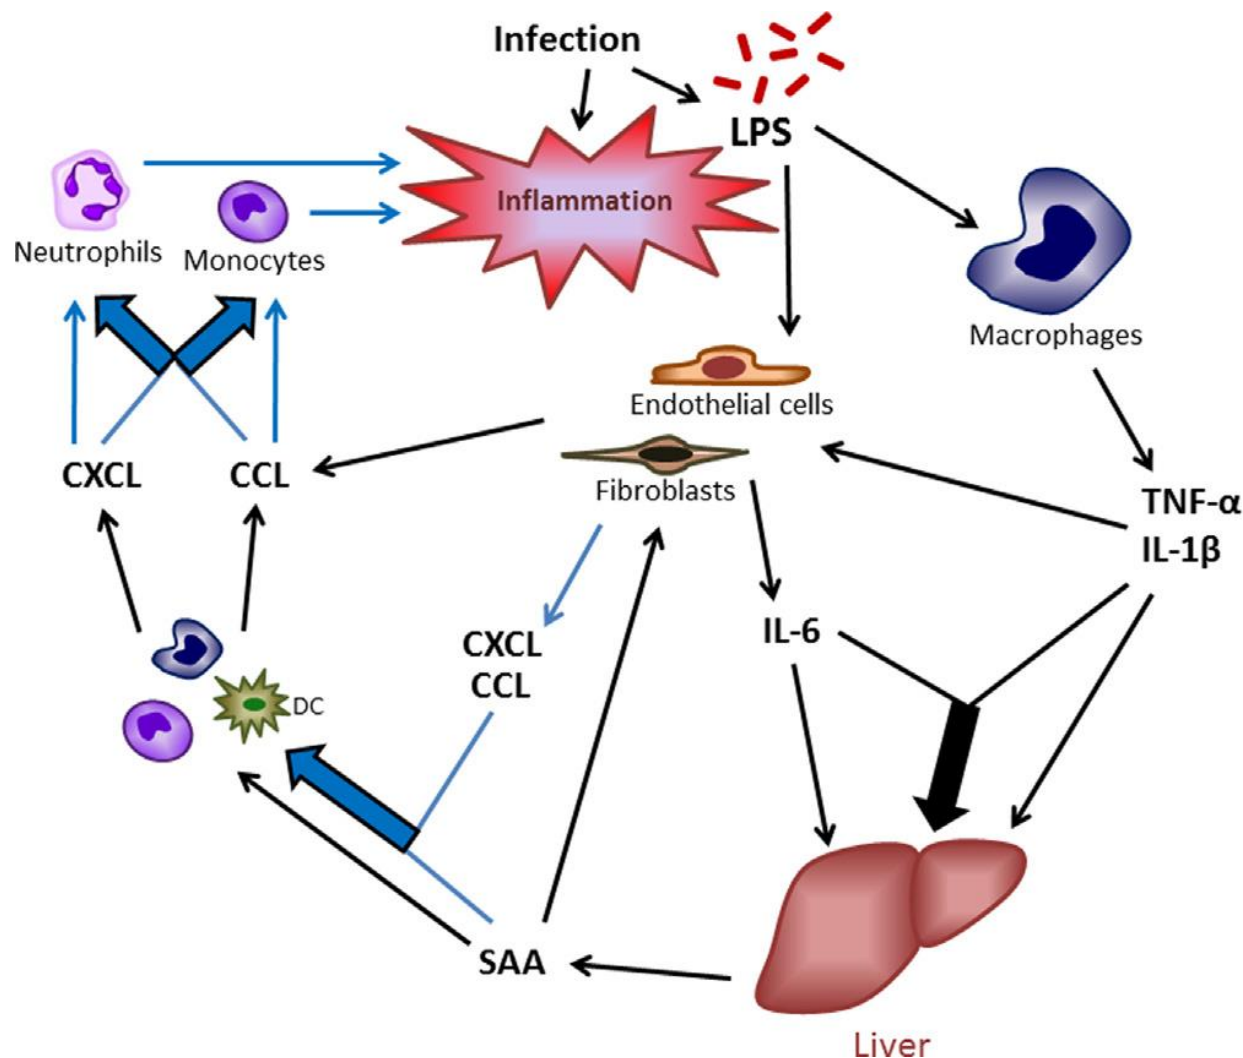 Infection
LPS
Inflammation
Neutrophils
Monocytes
Macrophages
Endothelial cells
Fibroblasts
CXCL
CCL
TNF-α
IL-1β
IL-6
CXCL
CCL
DC
SAA
Liver